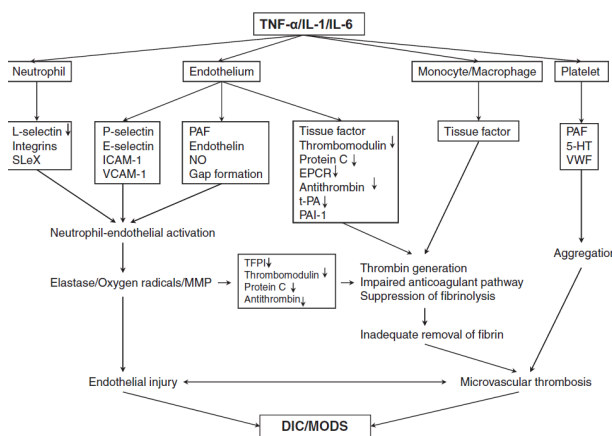 TNF-α/IL-1/IL-6
Neutrophil
Endothelium
Monocyte/Macrophage
Platelet
L-selectin↓
Integrins
SLeX
P-selectin
E-selectin
ICAM-1
VCAM-1
PAF
Endothelin
NO
Gap formation
Tissue factor
Thrombomodulin↓
Protein C↓
EPCR↓
Antithrombin↓
t-PA↓
PAI-1
Tissue factor
PAF
5-HT
VWF
Neutrophil-endothelial activation
Aggregation
Elastase/Oxygen radicals/MMP
TFPI↓
Thrombomodulin↓
Protein C↓
Antithrombin↓
Thrombin generation
Impaired anticoagulant pathway
Suppression of fibrinolysis
Inadequate removal of fibrin
Endothelial injury
Microvascular thrombosis
DIC/MODS